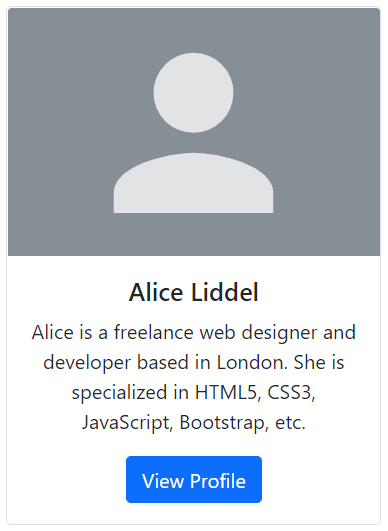 Alice Liddel
Alice is a freelance web designer and
developer based in London. She is
specialized in HTML5, CSS3,
JavaScript, Bootstrap, etc.
View Profile